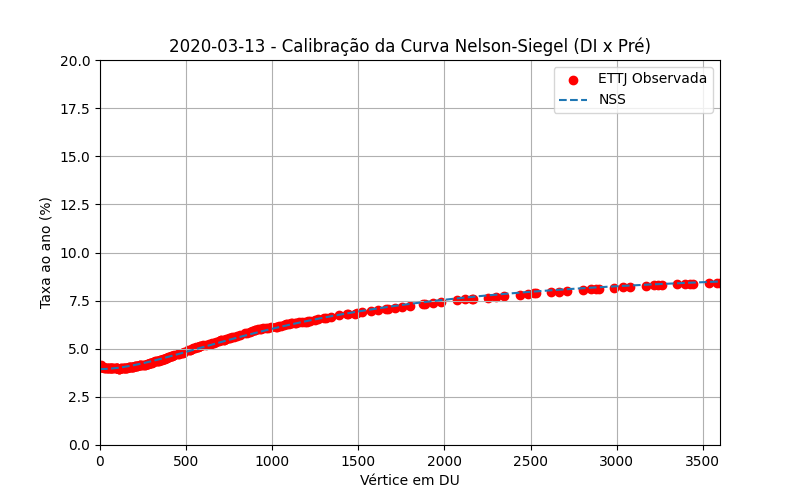 2020-03-13 - Calibração da Curva Nelson-Siegel (DI x Pré)
ETTJ Observada
NSS
Taxa ao ano (%)
20.0
17.5
15.0
12.5
10.0
7.5
5.0
2.5
0.0
0 500 1000 1500 2000 2500 3000 3500
Vértice em DU